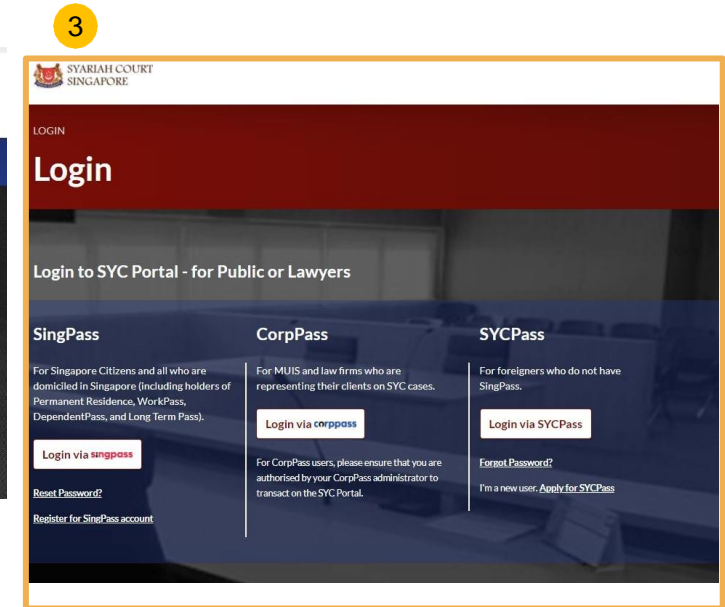 3
SYARIAH COURT
SINGAPORE
LOGIN
Login
Login to SYC Portal - for Public or Lawyers
SingPass
For Singapore Citizens and all who are
domiciled in Singapore (including holders of
Permanent Residence, WorkPass,
DependentPass, and Long Term Pass).
Login via singpass
Reset Password?
Register for SingPass account
CorpPass
For MUIS and law firms who are
representing their clients on SYC cases.
Login via corppass
For CorpPass users, please ensure that you are
authorised by your CorpPass administrator to
transact on the SYC Portal.
SYCPass
For foreigners who do not have
SingPass.
Login via SYCPass
Forgot Password?
I'm a new user. Apply for SYCPass